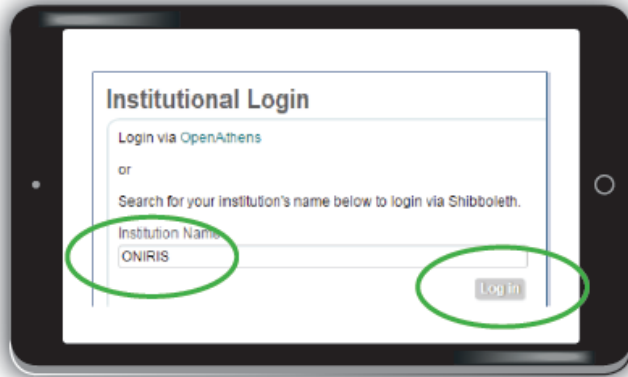 Institutional Login
Login via OpenAthens
or
Search for your institution's name below to login via Shibboleth.
Institution Name
ONIRIS
Log in